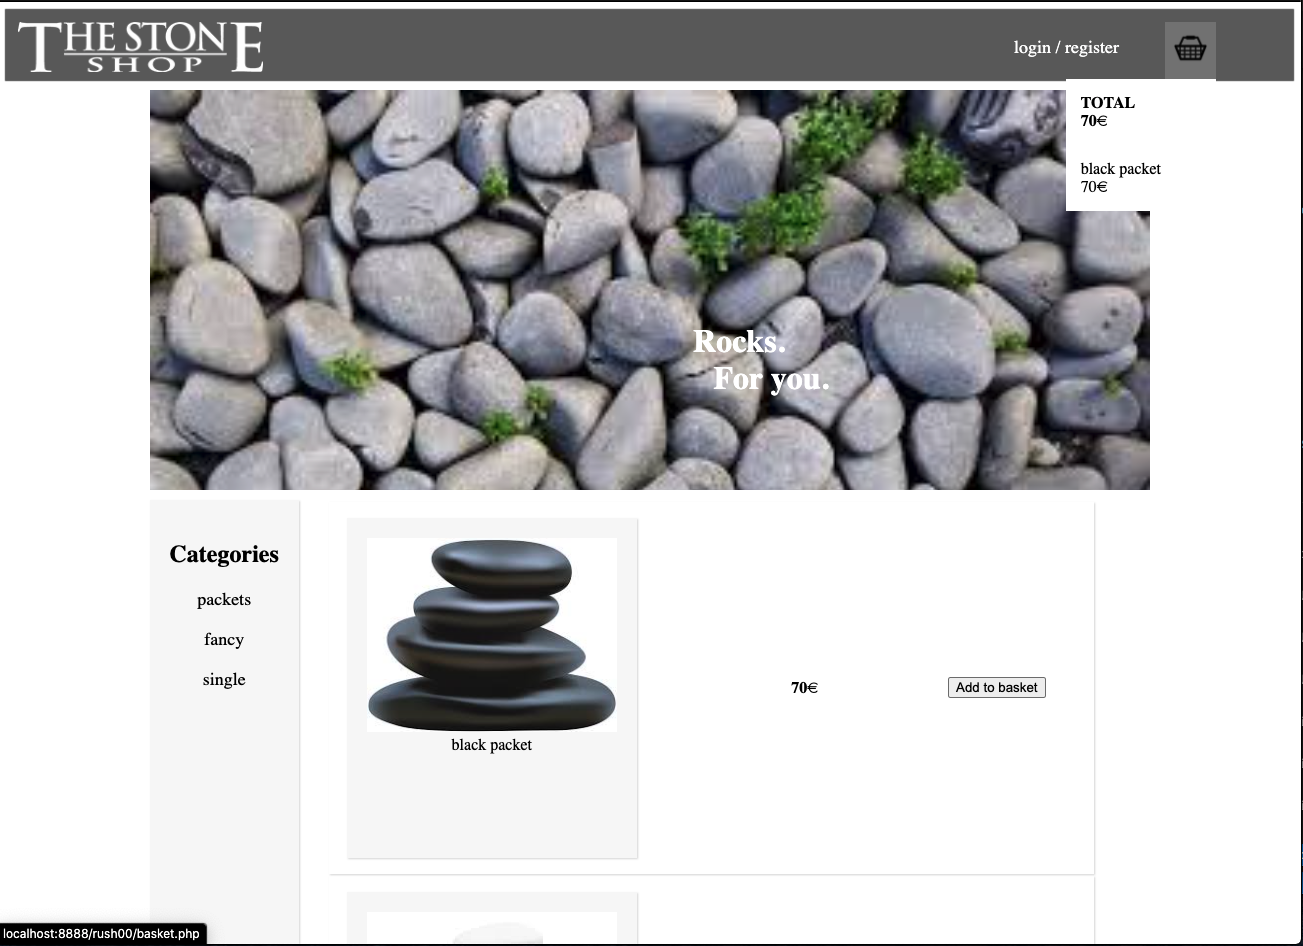 THE STONE
SHOP
login / register
TOTAL
70€
black packet
70€
Rocks.
For you.
Categories
packets
fancy
single
70€
Add to basket
black packet
localhost:8888/rush00/basket.php